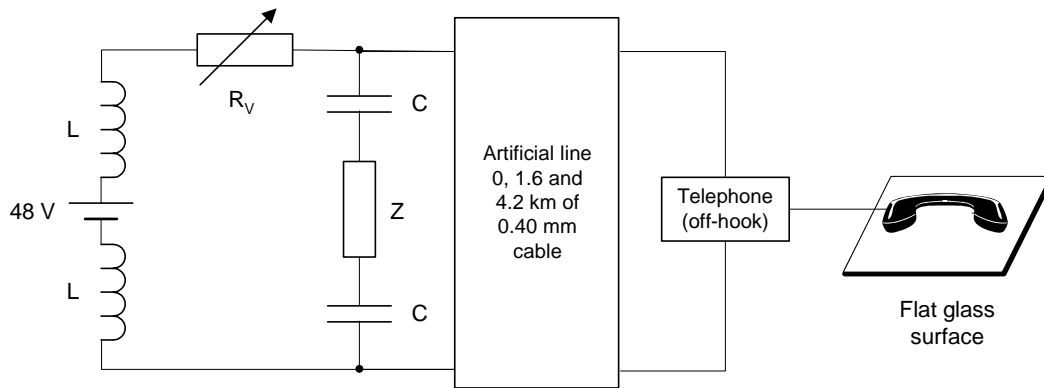 L
48 V
L
R_V
C
Z
C
Artificial line
0, 1.6 and
4.2 km of
0.40 mm
cable
Telephone
(off-hook)
Flat glass
surface